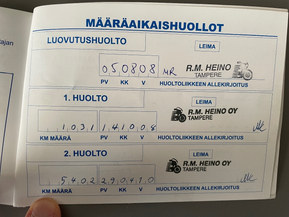 MÄÄRÄAIKAISHUOLLOT
LUOVUTUSHUOLTO
LEIMA
R.M. HEINO
TAMPERE
050808 MR
PV KK V
HUOLTOLIIKKEEN ALLEKIRJOITUS
1. HUOLTO
LEIMA
R.M. HEINO OY
TAMPERE
1031 141008
KM MÄÄRÄ PV KK V
HUOLTOLIIKKEEN ALLEKIRJOITUS
2. HUOLTO
LEIMA
R.M. HEINO OY
TAMPERE
5402 290410
KM MÄÄRÄ PV KK V
HUOLTOLIIKKEEN ALLEKIRJOITUS